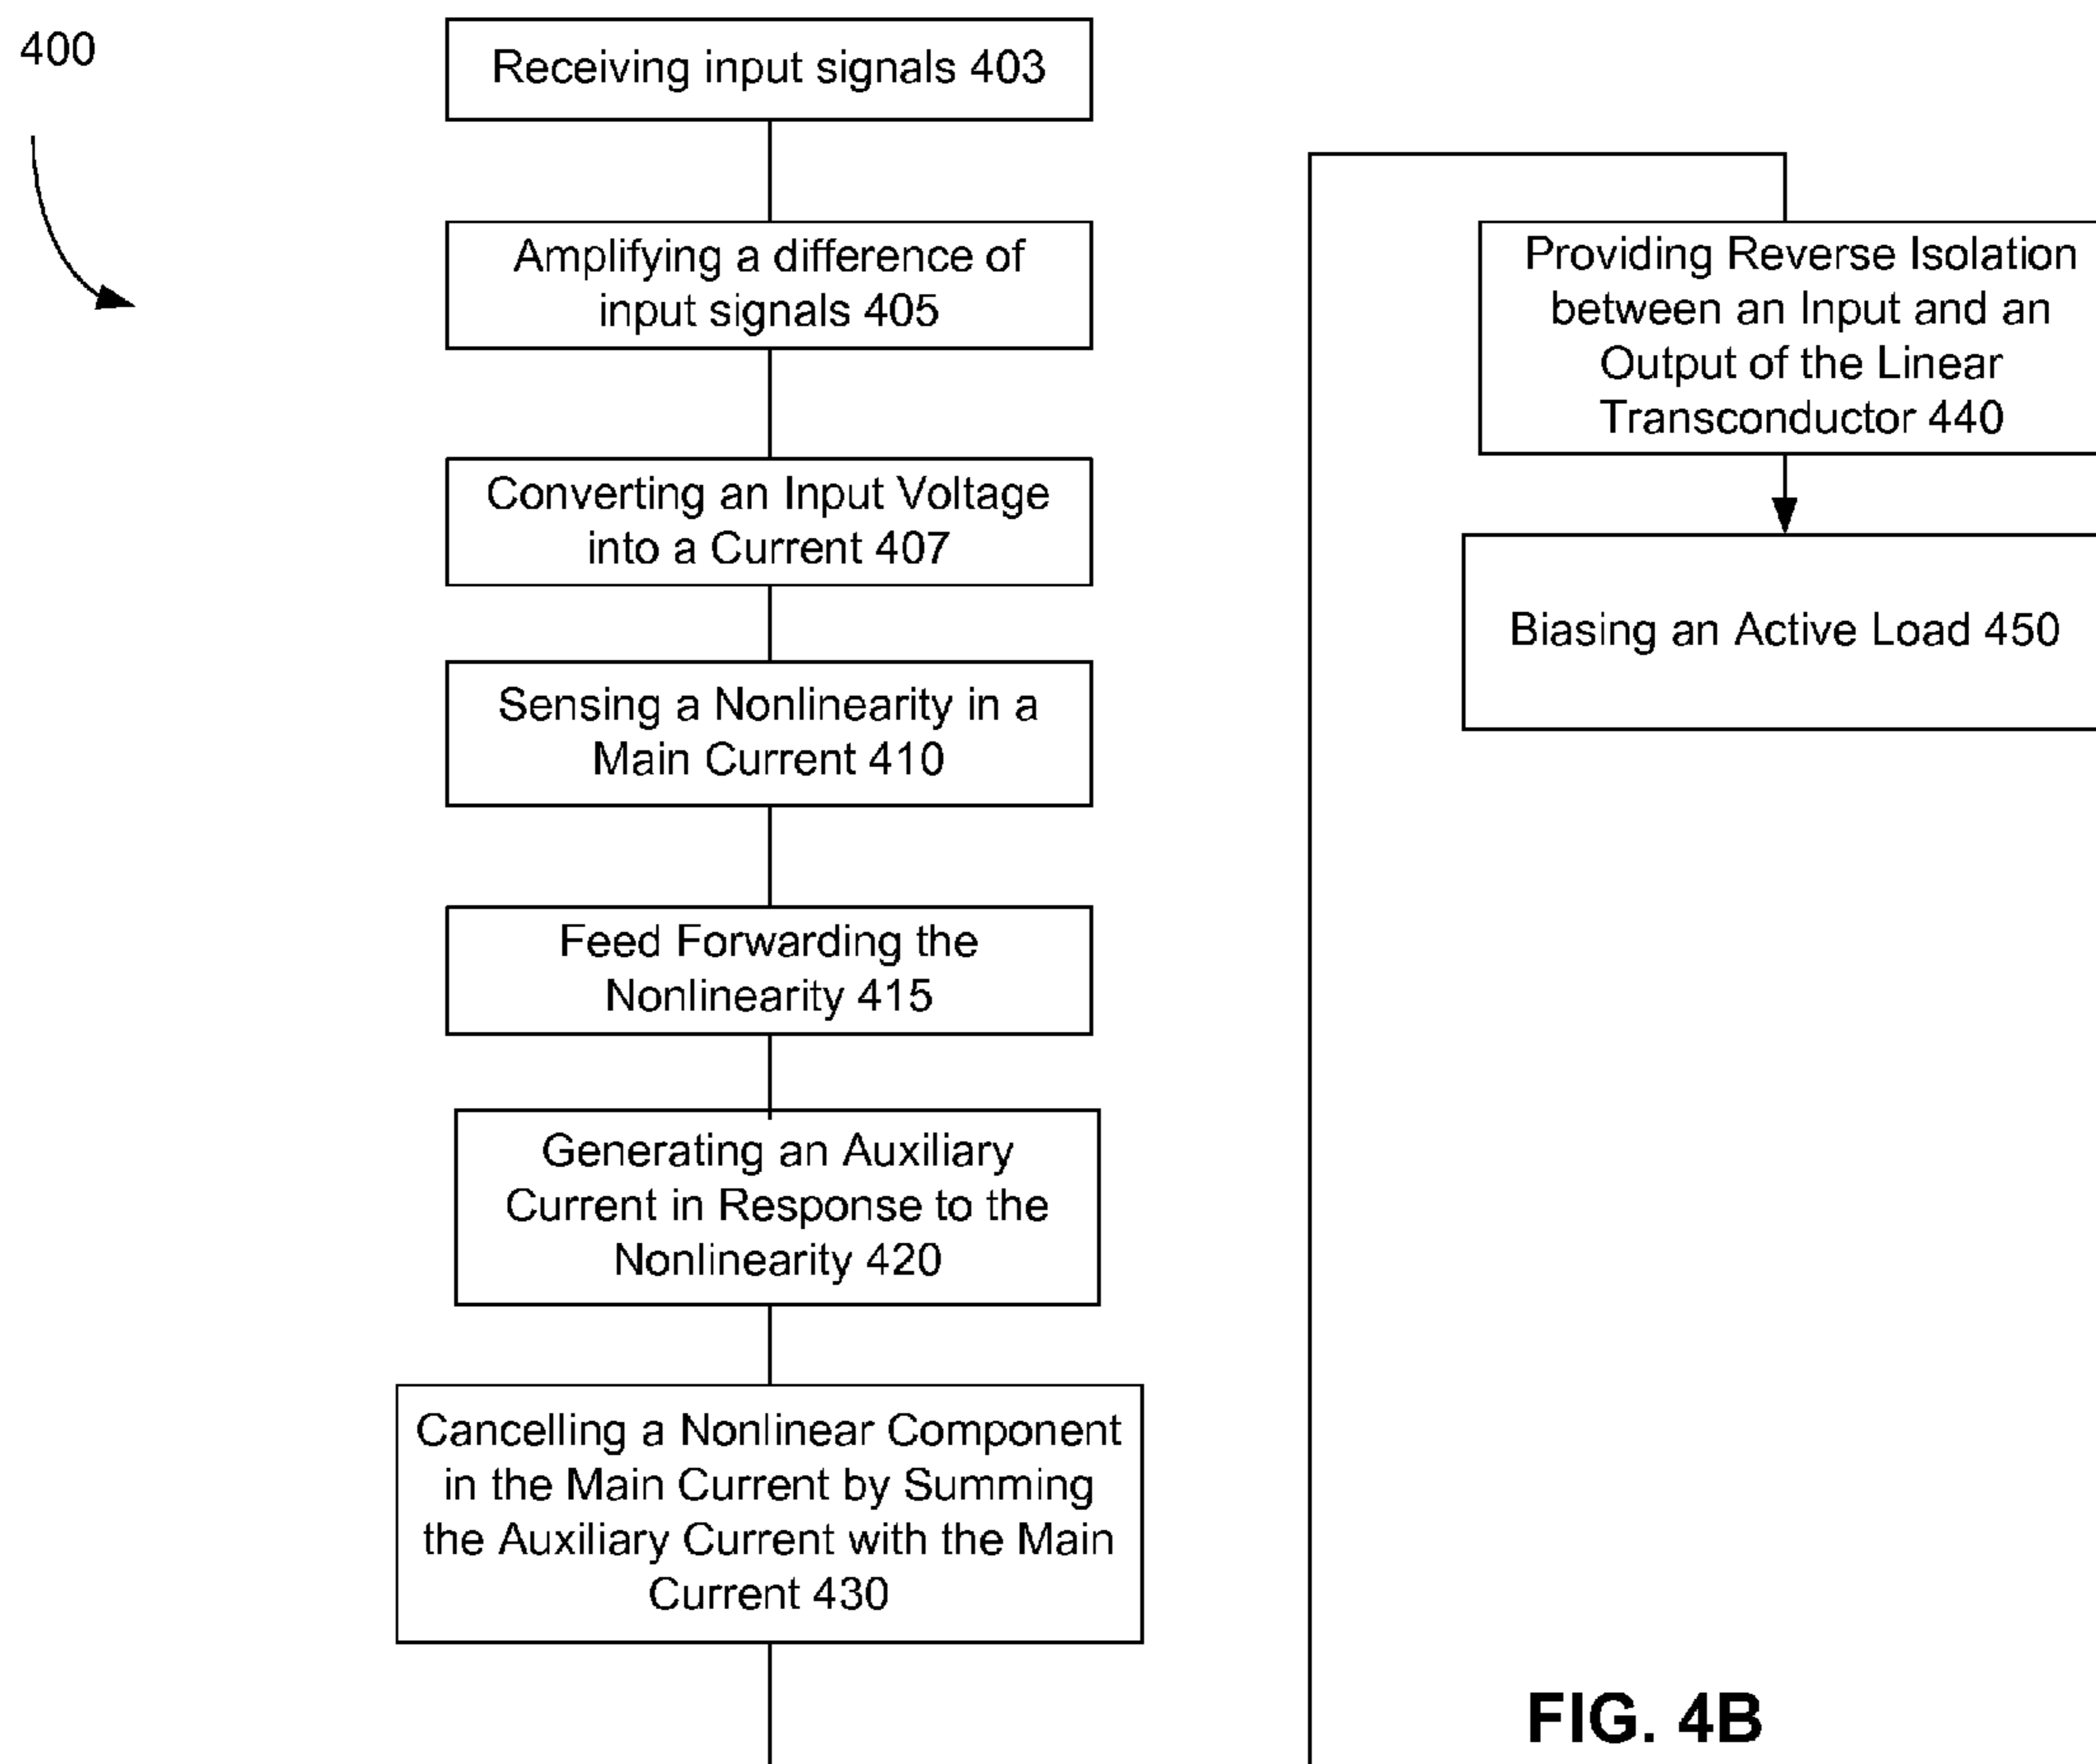 400
Receiving input signals 403
Amplifying a difference of
input signals 405
Converting an Input Voltage
into a Current 407
Sensing a Nonlinearity in a
Main Current 410
Feed Forwarding the
Nonlinearity 415
Generating an Auxiliary
Current in Response to the
Nonlinearity 420
Cancelling a Nonlinear Component
in the Main Current by Summing
the Auxiliary Current with the Main
Current 430
Providing Reverse Isolation
between an Input and an
Output of the Linear
Transconductor 440
Biasing an Active Load 450
FIG. 4B